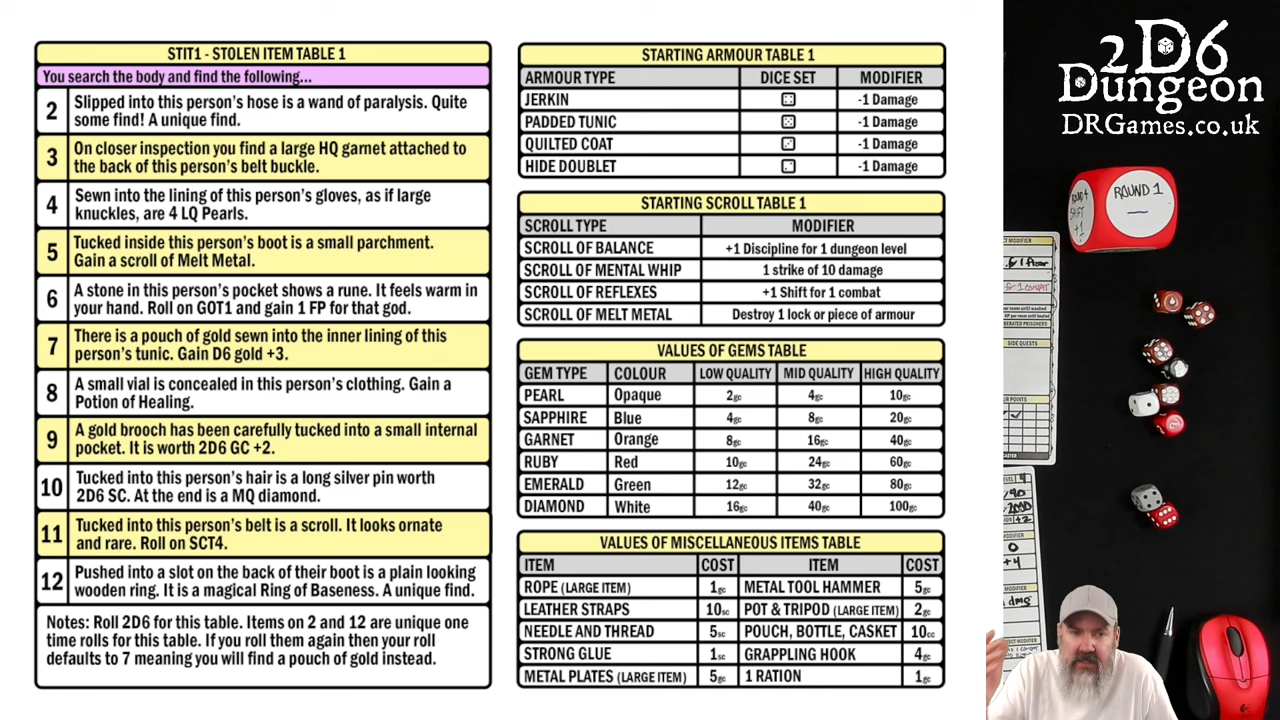 STIT1 - STOLEN ITEM TABLE 1
You search the body and find the following...
2 Slipped into this person's hose is a wand of paralysis. Quite
some find! A unique find.
3 On closer inspection you find a large HQ garnet attached to
the back of this person's belt buckle.
4 Sewn into the lining of this person's gloves, as if large
knuckles, are 4 LQ Pearls.
5 Tucked inside this person's boot is a small parchment.
Gain a scroll of Melt Metal.
6 A stone in this person's pocket shows a rune. It feels warm in
your hand. Roll on GOT1 and gain 1 FP for that god.
7 There is a pouch of gold sewn into the inner lining of this
person's tunic. Gain D6 gold +3.
8 A small vial is concealed in this person's clothing. Gain a
Potion of Healing.
9 A gold brooch has been carefully tucked into a small internal
pocket. It is worth 2D6 GC +2.
10 Tucked into this person's hair is a long silver pin worth
2D6 SC. At the end is a MQ diamond.
11 Tucked into this person's belt is a scroll. It looks ornate
and rare. Roll on SCT4.
12 Pushed into a slot on the back of their boot is a plain looking
wooden ring. It is a magical Ring of Baseness. A unique find.
Notes: Roll 2D6 for this table. Items on 2 and 12 are unique one
time rolls for this table. If you roll them again then your roll
defaults to 7 meaning you will find a pouch of gold instead.
STARTING ARMOUR TABLE 1
ARMOUR TYPE DICE SET MODIFIER
JERKIN -1 Damage
PADDED TUNIC -1 Damage
QUILTED COAT -1 Damage
HIDE DOUBLET -1 Damage
STARTING SCROLL TABLE 1
SCROLL TYPE MODIFIER
SCROLL OF BALANCE +1 Discipline for 1 dungeon level
SCROLL OF MENTAL WHIP 1 strike of 10 damage
SCROLL OF REFLEXES +1 Shift for 1 combat
SCROLL OF MELT METAL Destroy 1 lock or piece of armour
VALUES OF GEMS TABLE
GEM TYPE COLOUR LOW QUALITY MID QUALITY HIGH QUALITY
PEARL Opaque 2gc 4gc 10gc
SAPPHIRE Blue 4gc 8gc 20gc
GARNET Orange 8gc 16gc 40gc
RUBY Red 10gc 24gc 60gc
EMERALD Green 12gc 32gc 80gc
DIAMOND White 16gc 40gc 100gc
VALUES OF MISCELLANEOUS ITEMS TABLE
ITEM COST ITEM COST
ROPE (LARGE ITEM) 1gc METAL TOOL HAMMER 5gc
LEATHER STRAPS 10sc POT & TRIPOD (LARGE ITEM) 2gc
NEEDLE AND THREAD 5sc POUCH, BOTTLE, CASKET 10cc
STRONG GLUE 1sc GRAPPLING HOOK 4gc
METAL PLATES (LARGE ITEM) 5gc 1 RATION 1gc
2D6
Dungeon
DRGames.co.uk
ROUND 1
SHIFT
+1
SIDE QUESTS